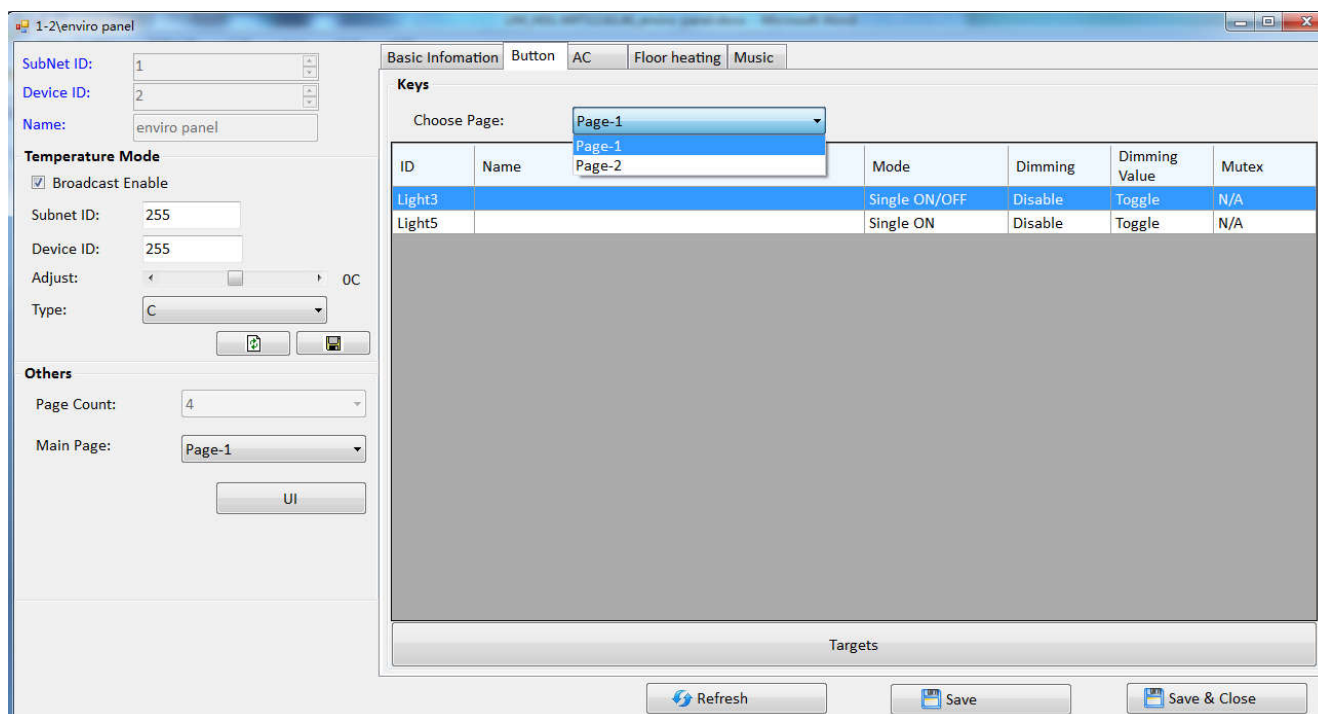 1-2\enviro panel
SubNet ID: 1
Device ID: 2
Name: enviro panel
Temperature Mode
Broadcast Enable
Subnet ID: 255
Device ID: 255
Adjust: 0C
Type: C
Others
Page Count: 4
Main Page: Page-1
UI
Basic Infomation Button AC Floor heating Music
Keys
Choose Page: Page-1
Page-1
Page-2
ID Name Mode Dimming Dimming Value Mutex
Light3 Single ON/OFF Disable Toggle N/A
Light5 Single ON Disable Toggle N/A
Targets
Refresh Save Save & Close